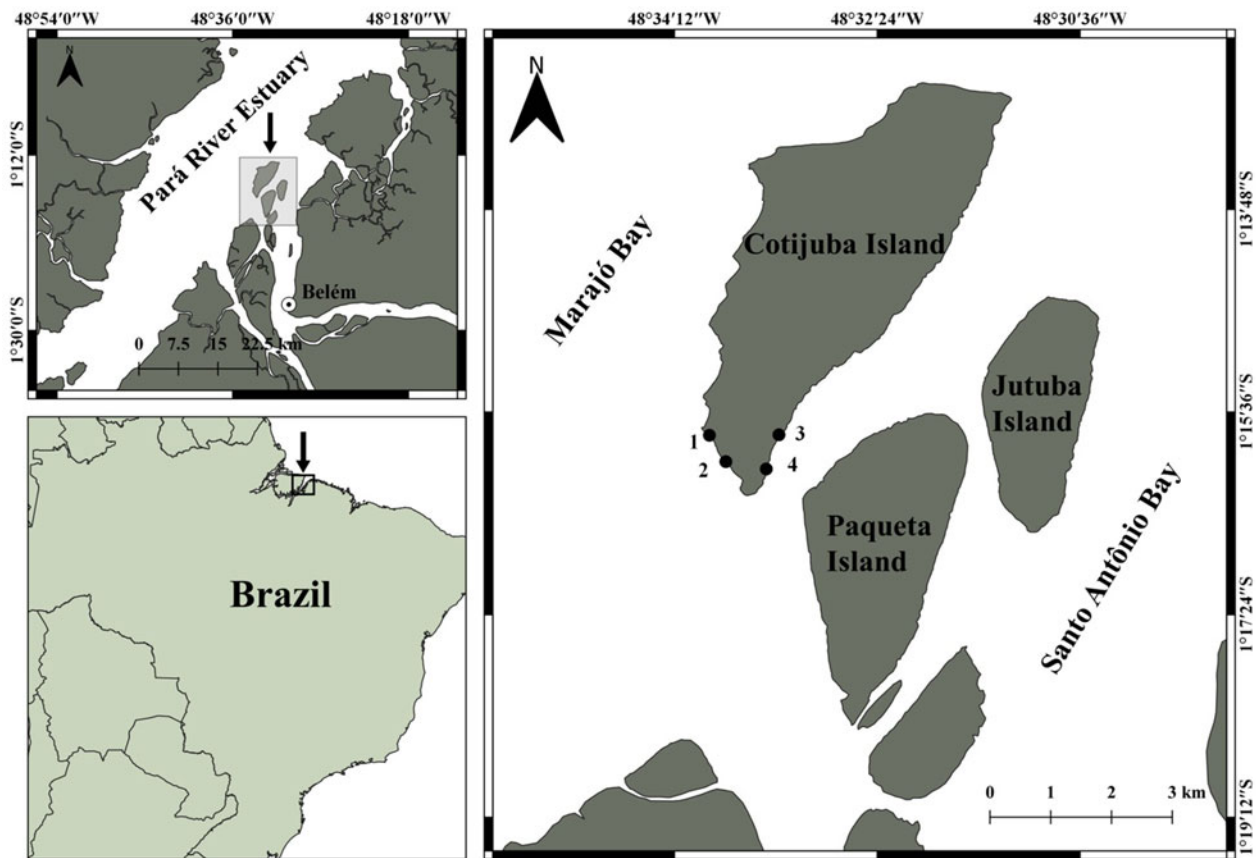 48°54'0"W 48°36'0"W 48°18'0"W
N
Pará River Estuary
1°12'0"S
1°30'0"S
Belém
0 7.5 15 22.5 km
Brazil
48°34'12"W 48°32'24"W 48°30'36"W
N
1°13'48"S
1°15'36"S
1°17'24"S
1°19'12"S
Marajó Bay
Cotijuba Island
Jutuba
Island
1
2
3
4
Paqueta
Island
Santo Antônio Bay
0 1 2 3 km